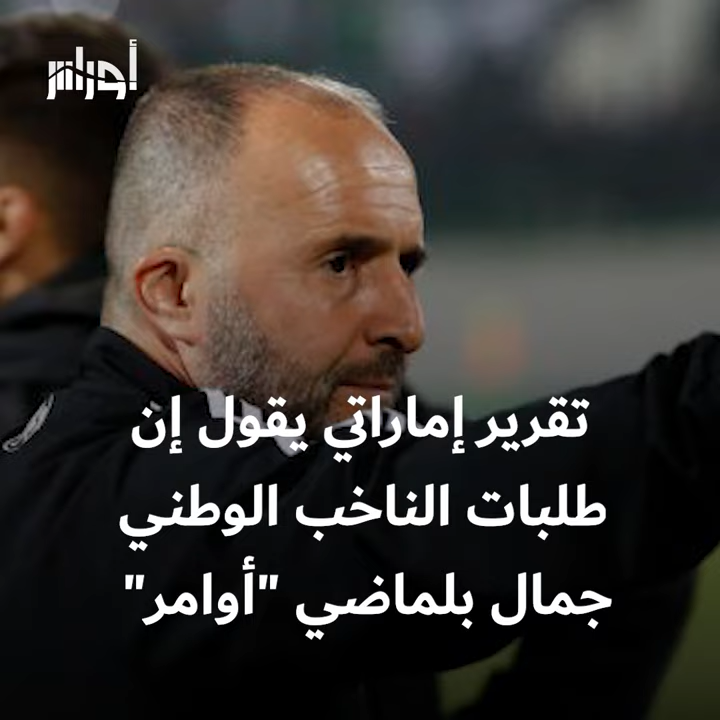 أوراس
تقرير إماراتي يقول إن
طلبات الناخب الوطني
جمال بلماضي "أوامر"